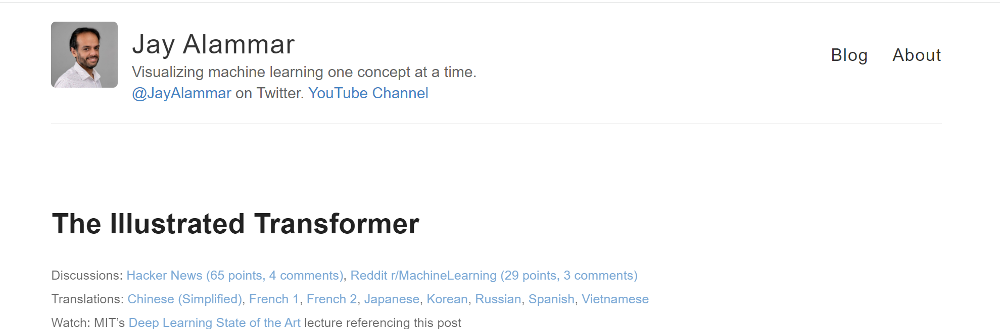 Jay Alammar
Visualizing machine learning one concept at a time.
@JayAlammar on Twitter. YouTube Channel
Blog About
The Illustrated Transformer
Discussions: Hacker News (65 points, 4 comments), Reddit r/MachineLearning (29 points, 3 comments)
Translations: Chinese (Simplified), French 1, French 2, Japanese, Korean, Russian, Spanish, Vietnamese
Watch: MIT’s Deep Learning State of the Art lecture referencing this post